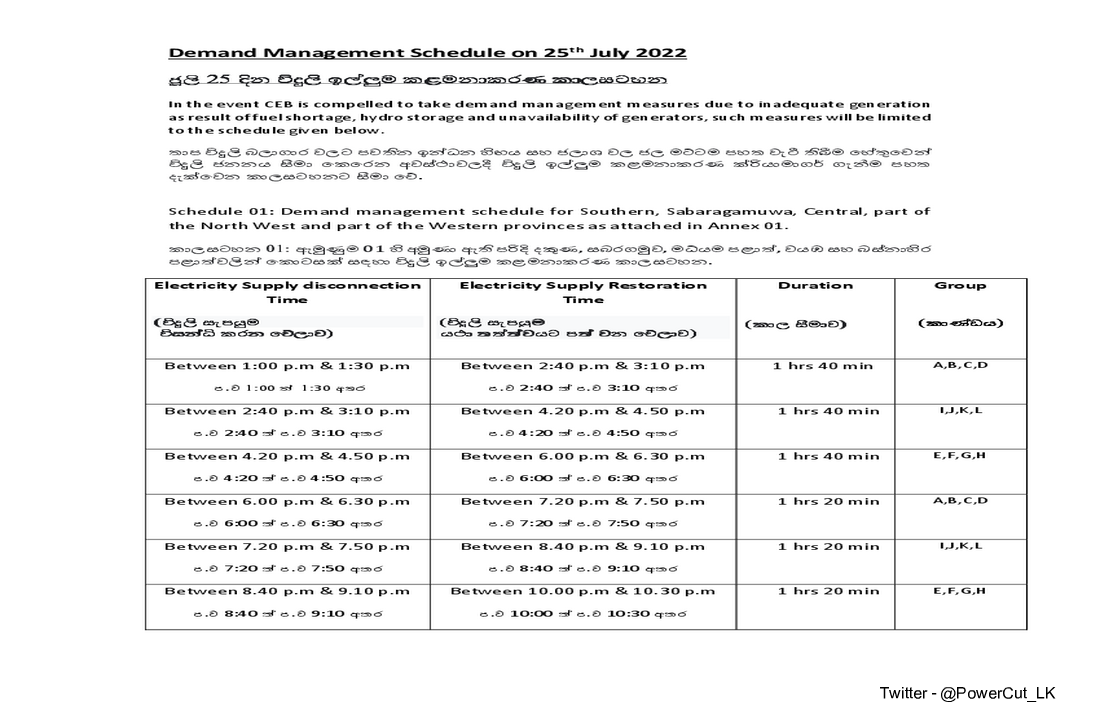 Demand Management Schedule on 25th July 2022
ජූලි 25 දින විදුලි ඉල්ලුම කළමනාකරණ කාලසටහන
In the event CEB is compelled to take demand management measures due to inadequate generation
as result of fuel shortage, hydro storage and unavailability of generators, such measures will be limited
to the schedule given below.
තාප විදුලි බලාගාර වලට පවතින ඉන්ධන හිඟය සහ ජලාශ වල ජල මට්ටම පහත වැටී තිබීම හේතුවෙන්
විදුලි ජනනය සීමා කෙරෙන අවස්ථාවලදී විදුලි ඉල්ලුම කළමනාකරණ ක්රියාමාගර් ගැනීම පහත
දැක්වෙන කාලසටහනට සීමා වේ.
Schedule 01: Demand management schedule for Southern, Sabaragamuwa, Central, part of
the North West and part of the Western provinces as attached in Annex 01.
කාලසටහන 01: ඇමුණුම 01 හි අමුණා ඇති පරිදි දකුණ, සබරගමුව, මධ්යම පළාත්, වයඹ සහ බස්නාහිර
පළාත්වලින් කොටසක් සඳහා විදුලි ඉල්ලුම කළමනාකරණ කාලසටහන.
Electricity Supply disconnection Time
(විදුලි සැපයුම
විසන්ධි කරන වේලාව)
Electricity Supply Restoration Time
(විදුලි සැපයුම
යථා තත්ත්වයට පත් වන වේලාව)
Duration
(කාල සීමාව)
Group
(කාණ්ඩය)
Between 1:00 p.m & 1:30 p.m Between 2:40 p.m & 3:10 p.m 1 hrs 40 min A,B,C,D
ප.ව 1:00 ත් 1:30 අතර ප.ව 2:40 ත් ප.ව 3:10 අතර
Between 2:40 p.m & 3:10 p.m Between 4.20 p.m & 4.50 p.m 1 hrs 40 min I,J,K,L
ප.ව 2:40 ත් ප.ව 3:10 අතර ප.ව 4:20 ත් ප.ව 4:50 අතර
Between 4.20 p.m & 4.50 p.m Between 6.00 p.m & 6.30 p.m 1 hrs 40 min E,F,G,H
ප.ව 4:20 ත් ප.ව 4:50 අතර ප.ව 6:00 ත් ප.ව 6:30 අතර
Between 6.00 p.m & 6.30 p.m Between 7.20 p.m & 7.50 p.m 1 hrs 20 min A,B,C,D
ප.ව 6:00 ත් ප.ව 6:30 අතර ප.ව 7:20 ත් ප.ව 7:50 අතර
Between 7.20 p.m & 7.50 p.m Between 8.40 p.m & 9.10 p.m 1 hrs 20 min I,J,K,L
ප.ව 7:20 ත් ප.ව 7:50 අතර ප.ව 8:40 ත් ප.ව 9:10 අතර
Between 8.40 p.m & 9.10 p.m Between 10.00 p.m & 10.30 p.m 1 hrs 20 min E,F,G,H
ප.ව 8:40 ත් ප.ව 9:10 අතර ප.ව 10:00 ත් ප.ව 10:30 අතර
Twitter - @PowerCut_LK